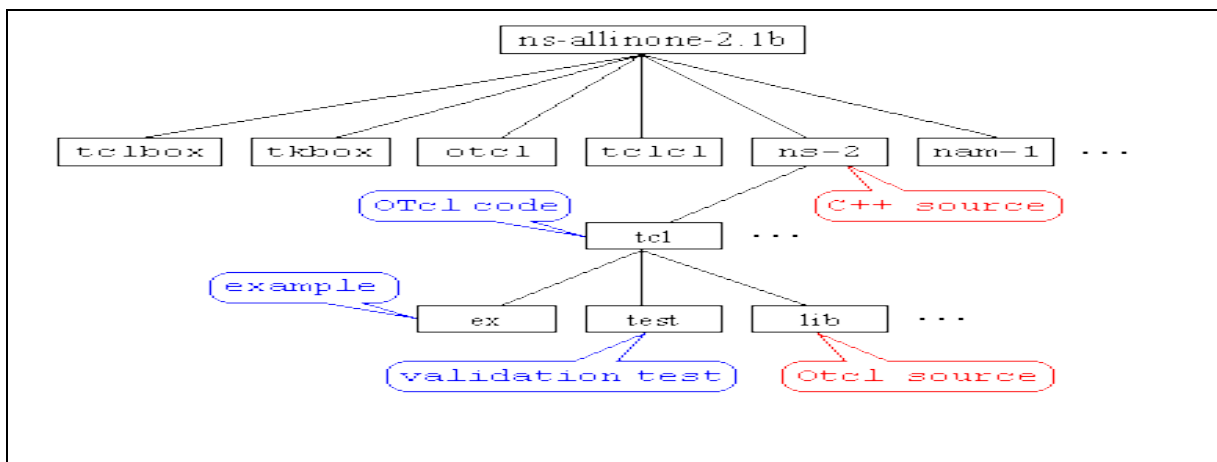 ns-allinone-2.1b
tclbox tkbox otcl tclcl ns-2 nam-1 ...
OTcl code C++ source
tcl ...
example
ex test lib ...
validation test Otcl source